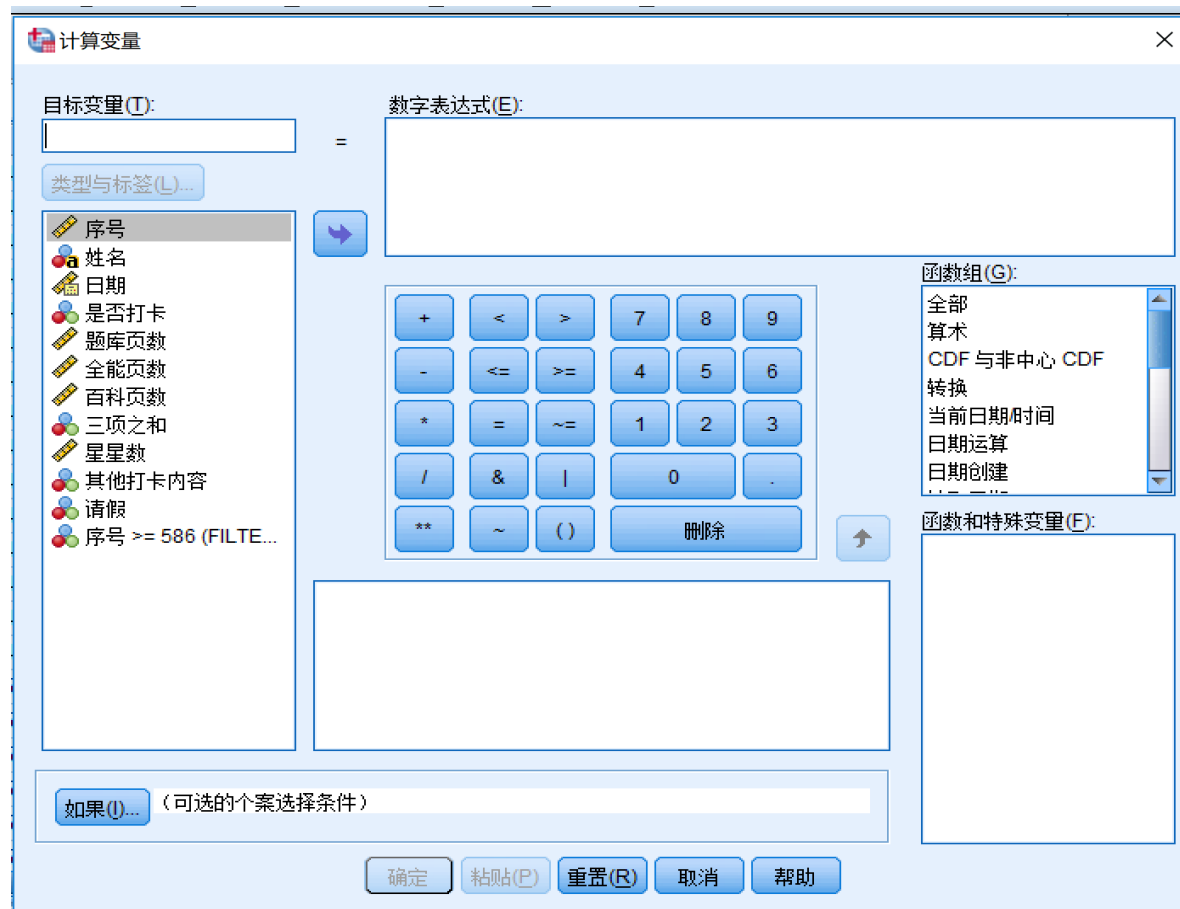 计算变量
目标变量(T):
数字表达式(E):
=
类型与标签(L)...
序号
姓名
日期
是否打卡
题库页数
全能页数
百科页数
三项之和
星星数
其他打卡内容
请假
序号 >= 586 (FILTE...
+ < > 7 8 9
- <= >= 4 5 6
* = ~= 1 2 3
/ & | 0 .
** ~ ( ) 删除
函数组(G):
全部
算术
CDF 与非中心 CDF
转换
当前日期/时间
日期运算
日期创建
函数和特殊变量(F):
如果(I)...
（可选的个案选择条件）
确定 粘贴(P) 重置(R) 取消 帮助